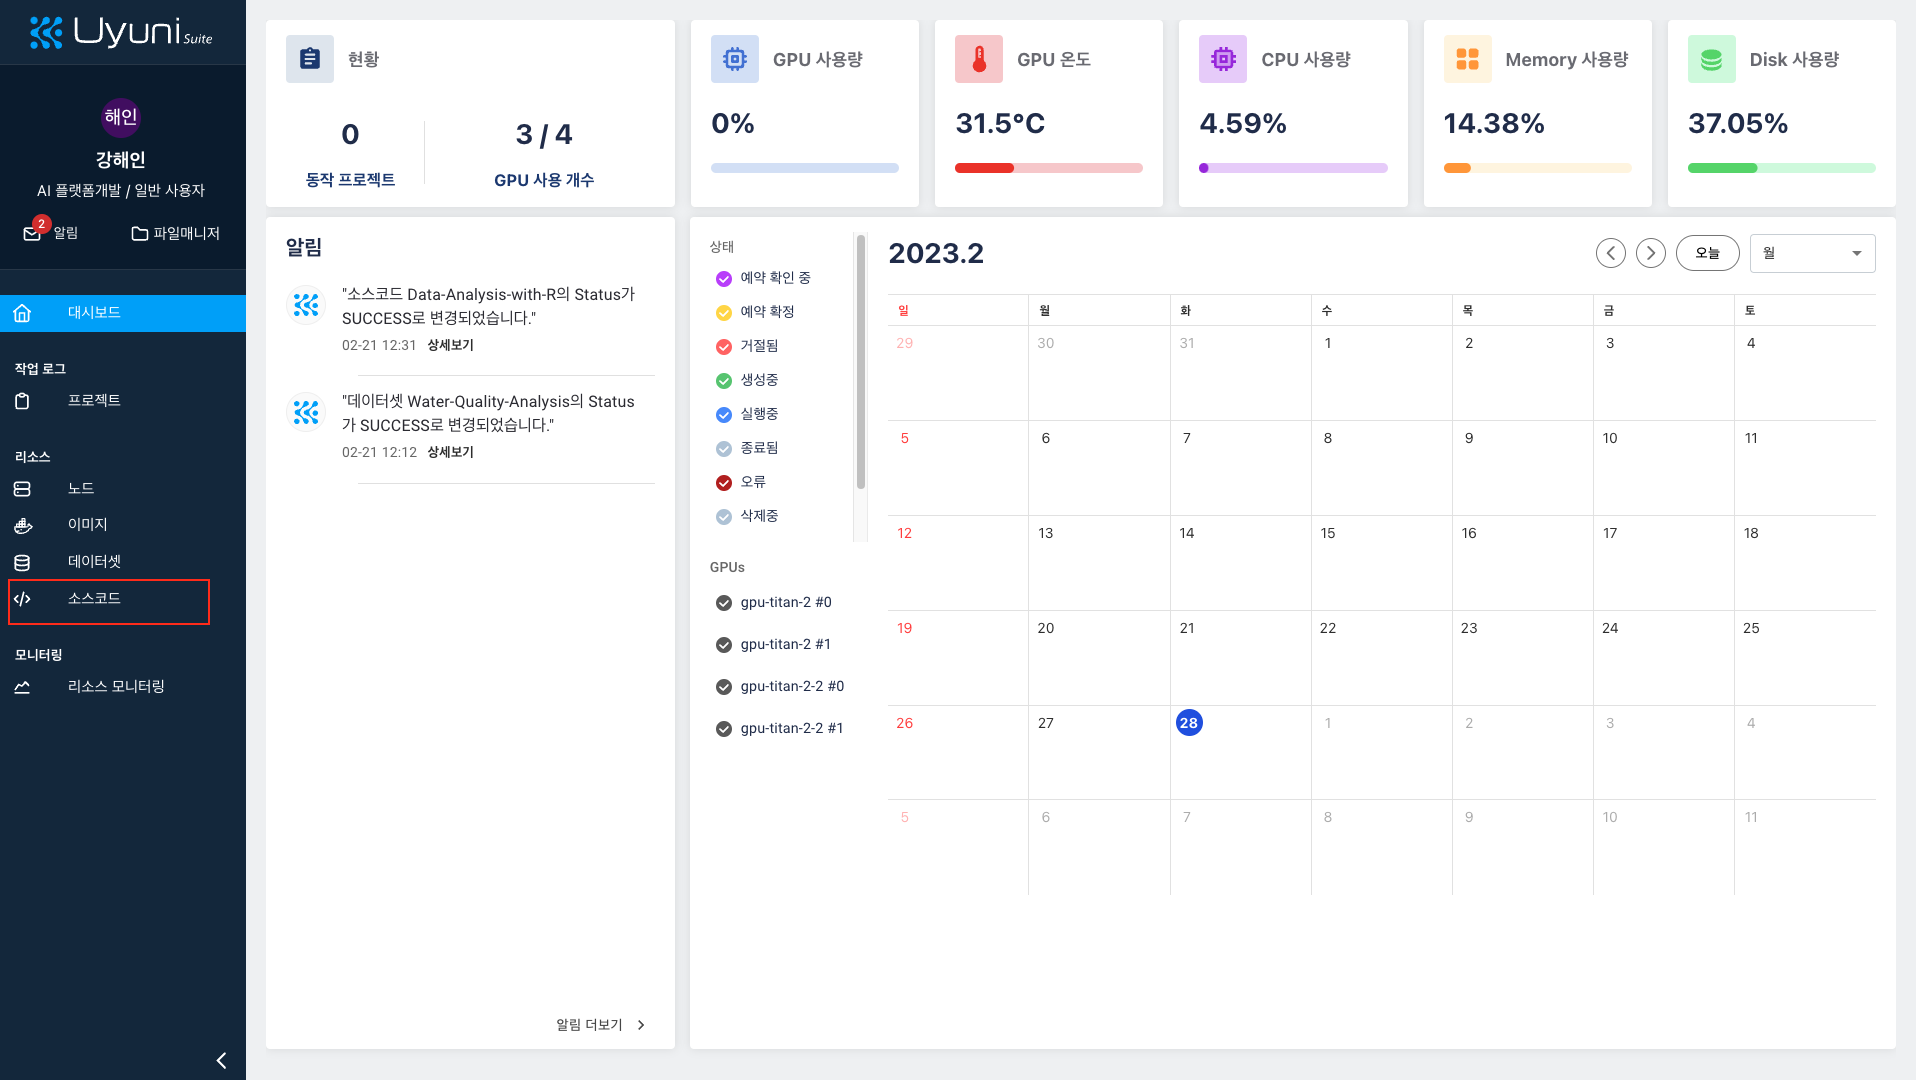 Uyuni Suite
해인
강해인
AI 플랫폼개발 / 일반 사용자
2
알림
파일매니저
대시보드
작업 로그
프로젝트
리소스
노드
이미지
데이터셋
소스코드
모니터링
리소스 모니터링
현황
0
동작 프로젝트
3 / 4
GPU 사용 개수
GPU 사용량
0%
GPU 온도
31.5°C
CPU 사용량
4.59%
Memory 사용량
14.38%
Disk 사용량
37.05%
알림
"소스코드 Data-Analysis-with-R의 Status가
SUCCESS로 변경되었습니다."
02-21 12:31 상세보기
"데이터셋 Water-Quality-Analysis의 Status
가 SUCCESS로 변경되었습니다."
02-21 12:12 상세보기
알림 더보기
상태
예약 확인 중
예약 확정
거절됨
생성중
실행중
종료됨
오류
삭제중
GPUs
gpu-titan-2 #0
gpu-titan-2 #1
gpu-titan-2-2 #0
gpu-titan-2-2 #1
2023.2
오늘
월
일 월 화 수 목 금 토
29 30 31 1 2 3 4
5 6 7 8 9 10 11
12 13 14 15 16 17 18
19 20 21 22 23 24 25
26 27 28 1 2 3 4
5 6 7 8 9 10 11